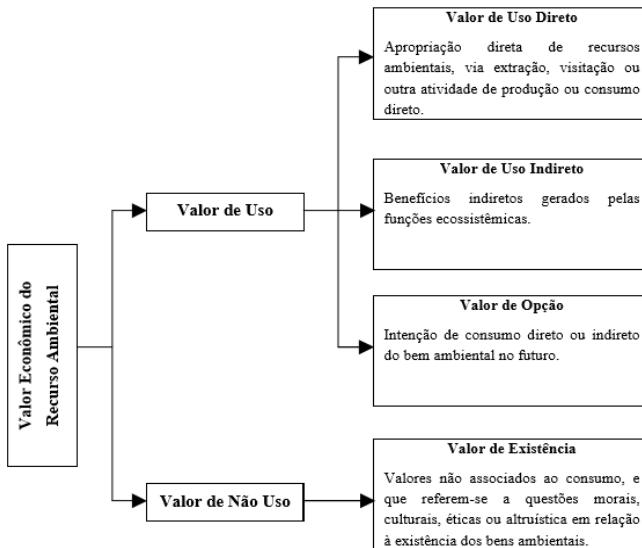 Valor Econômico do
Recurso Ambiental
Valor de Uso
Valor de Uso Direto
Apropriação direta de recursos
ambientais, via extração, visitação ou
outra atividade de produção ou consumo
direto.
Valor de Uso Indireto
Benefícios indiretos gerados pelas
funções ecossistêmicas.
Valor de Opção
Intenção de consumo direto ou indireto
do bem ambiental no futuro.
Valor de Não Uso
Valor de Existência
Valores não associados ao consumo, e
que referem-se a questões morais,
culturais, éticas ou altruística em relação
à existência dos bens ambientais.